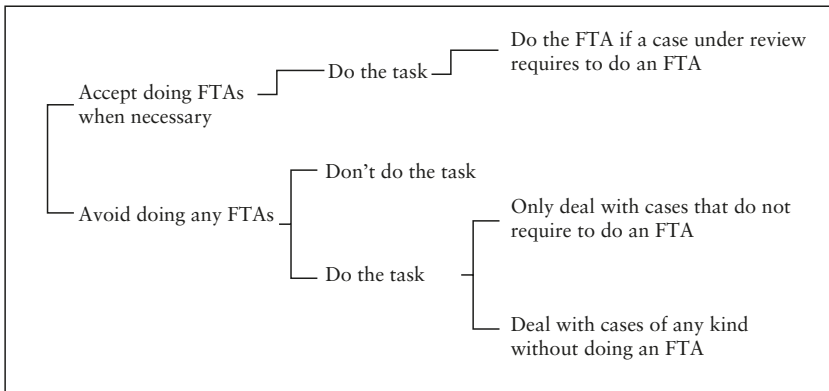 Do the FTA if a case under review
requires to do an FTA
Do the task
Accept doing FTAs
when necessary
Don't do the task
Avoid doing any FTAs
Only deal with cases that do not
require to do an FTA
Do the task
Deal with cases of any kind
without doing an FTA